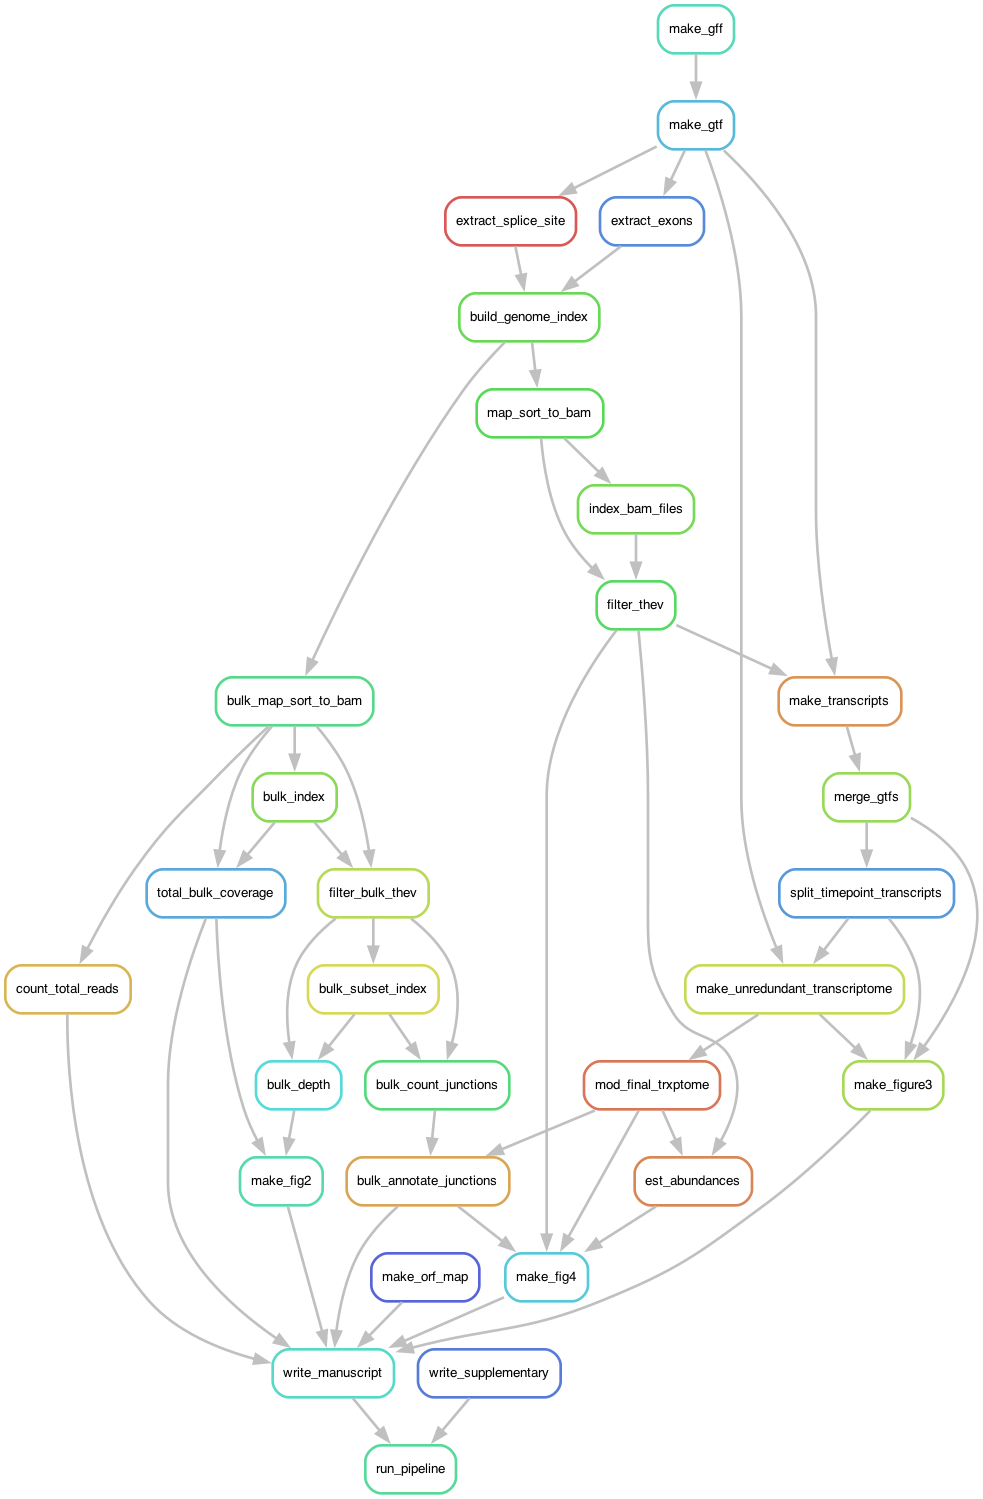 make_gff
make_gtf
extract_splice_site
extract_exons
build_genome_index
map_sort_to_bam
index_bam_files
filter_thev
bulk_map_sort_to_bam
make_transcripts
bulk_index
merge_gtfs
total_bulk_coverage
filter_bulk_thev
split_timepoint_transcripts
count_total_reads
bulk_subset_index
make_unredundant_transcriptome
bulk_depth
bulk_count_junctions
mod_final_trxptome
make_figure3
make_fig2
bulk_annotate_junctions
est_abundances
make_orf_map
make_fig4
write_manuscript
write_supplementary
run_pipeline